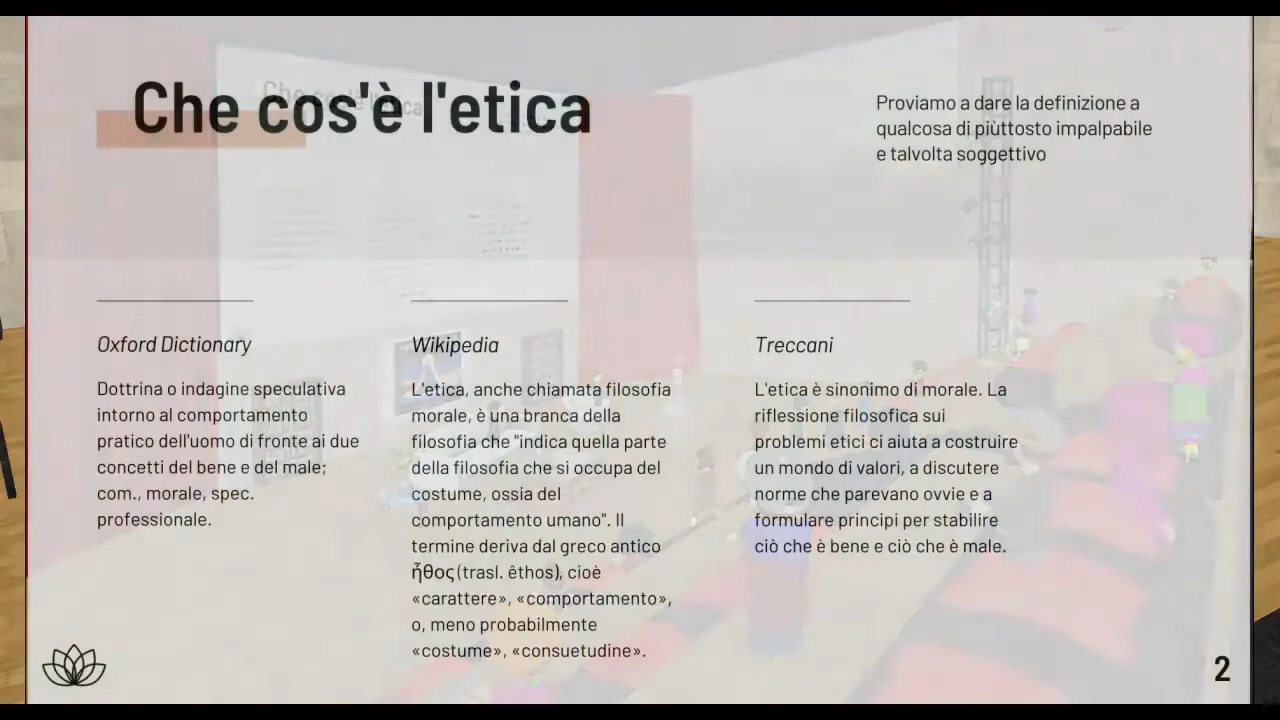 Che cos'è l'etica
Proviamo a dare la definizione a
qualcosa di piùttosto impalpabile
e talvolta soggettivo
Oxford Dictionary
Dottrina o indagine speculativa
intorno al comportamento
pratico dell'uomo di fronte ai due
concetti del bene e del male;
com., morale, spec.
professionale.
Wikipedia
L'etica, anche chiamata filosofia
morale, è una branca della
filosofia che "indica quella parte
della filosofia che si occupa del
costume, ossia del
comportamento umano". Il
termine deriva dal greco antico
ἦθος (trasl. êthos), cioè
«carattere», «comportamento»,
o, meno probabilmente
«costume», «consuetudine».
Treccani
L'etica è sinonimo di morale. La
riflessione filosofica sui
problemi etici ci aiuta a costruire
un mondo di valori, a discutere
norme che parevano ovvie e a
formulare principi per stabilire
ciò che è bene e ciò che è male.
2